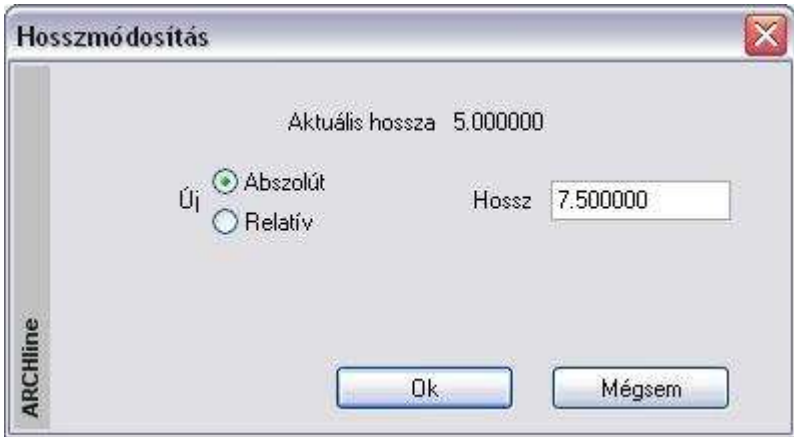 Hosszmódosítás
Aktuális hossza 5.000000
Új
Abszolút
Relatív
Hossz 7.500000
ARCHline
Ok
Mégsem